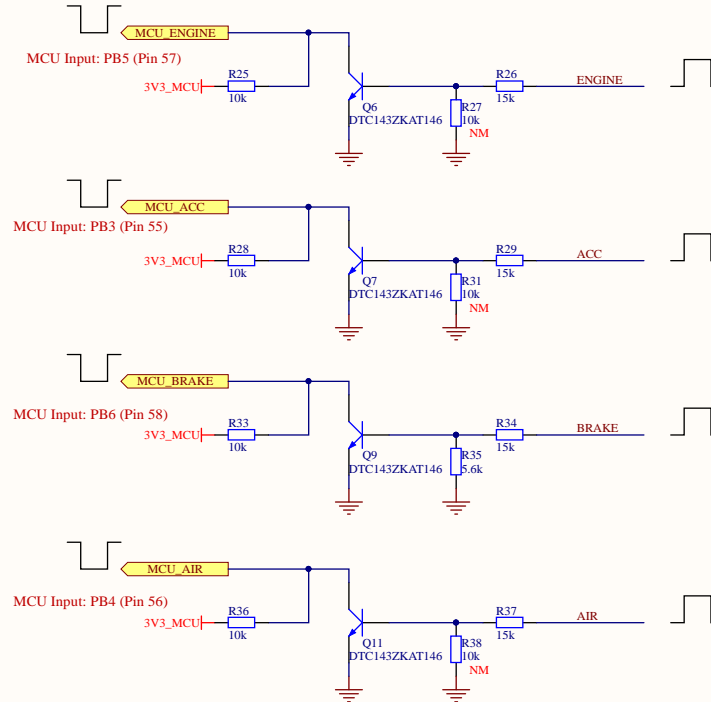 MCU_ENGINE
MCU Input: PB5 (Pin 57)
R25
R26
3V3_MCU
ENGINE
10k
15k
Q6
R27
DTC143ZKAT146
10k
NM
MCU_ACC
MCU Input: PB3 (Pin 55)
R28
R29
3V3_MCU
ACC
10k
15k
Q7
R31
DTC143ZKAT146
10k
NM
MCU_BRAKE
MCU Input: PB6 (Pin 58)
R33
R34
3V3_MCU
BRAKE
10k
15k
Q9
R35
DTC143ZKAT146
5.6k
MCU_AIR
MCU Input: PB4 (Pin 56)
R36
R37
3V3_MCU
AIR
10k
15k
Q11
R38
DTC143ZKAT146
10k
NM